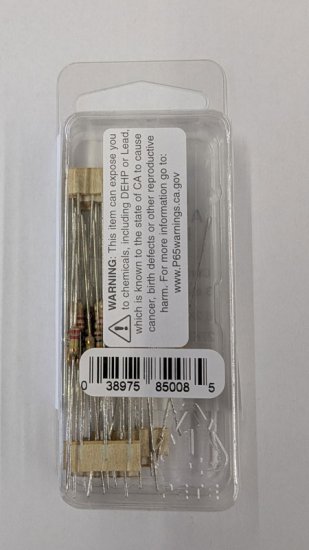 WARNING: This item can expose you
to chemicals, including DEHP or Lead,
which is known to the state of CA to cause
cancer, birth defects or other reproductive
harm. For more information go to:
www.P65warnings.ca.gov
0 38975 85008 5